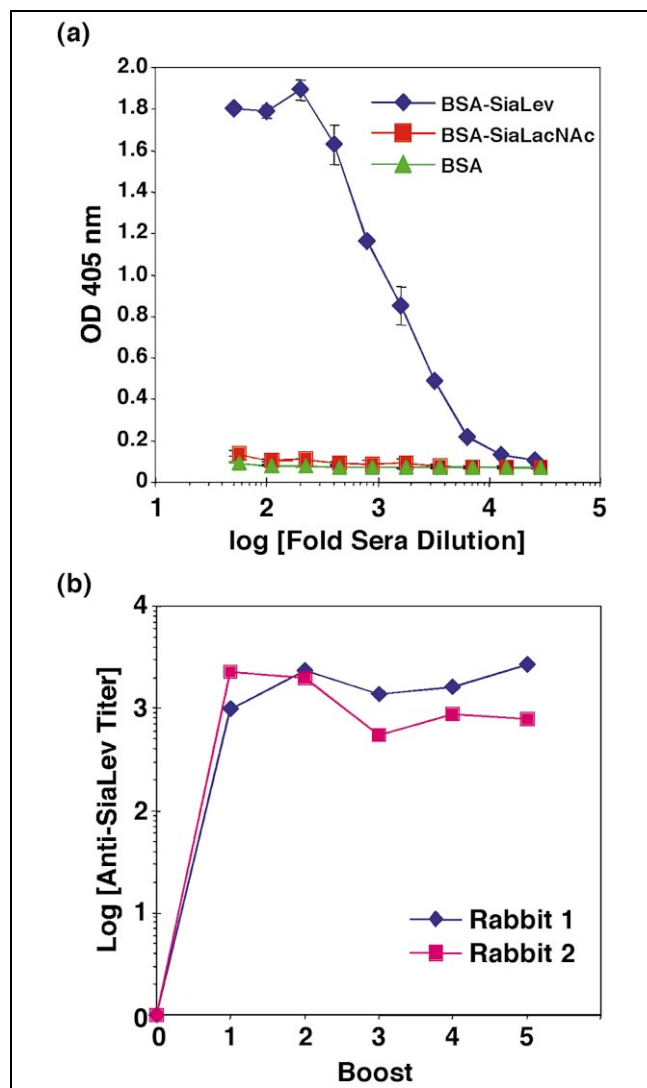 (a)
2.0
1.8
1.6
1.4
1.2
1.0
0.8
0.6
0.4
0.2
0
OD 405 nm
BSA-SiaLev
BSA-SiaLacNAc
BSA
1 2 3 4 5
log [Fold Sera Dilution]
(b)
4
3
2
1
0
Log [Anti-SiaLev Titer]
Rabbit 1
Rabbit 2
0 1 2 3 4 5
Boost